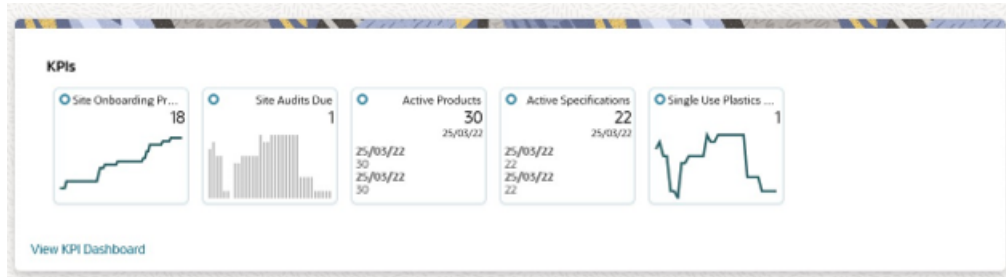 KPIs
Site Onboarding Pr...
18
Site Audits Due
1
Active Products
30
25/03/22
25/03/22
30
25/03/22
30
Active Specifications
22
25/03/22
25/03/22
22
25/03/22
22
Single Use Plastics ...
1
View KPI Dashboard